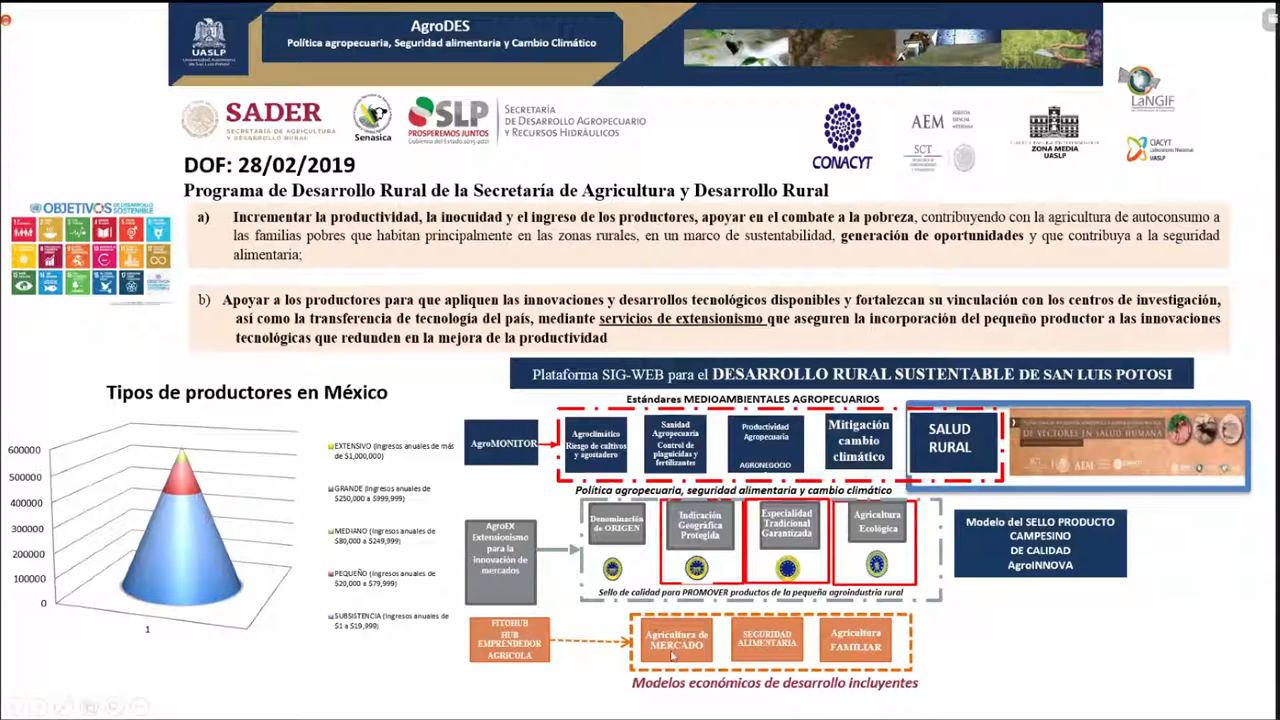 AgroDES
Política agropecuaria, Seguridad alimentaria y Cambio Climático
UASLP
Universidad Autónoma
de San Luis Potosí
SADER
SECRETARÍA DE AGRICULTURA
Y DESARROLLO RURAL
Senasica
SLP
PROSPEREMOS JUNTOS
Gobierno del Estado 2015-2021
SECRETARÍA
DE DESARROLLO AGROPECUARIO
Y RECURSOS HIDRÁULICOS
CONACYT
AEM
SCT
ZONA MEDIA
UASLP
LaNGIF
CIACYT
Laboratorio Nacional
UASLP
DOF: 28/02/2019
Programa de Desarrollo Rural de la Secretaría de Agricultura y Desarrollo Rural
OBJETIVOS DE DESARROLLO SOSTENIBLE
a) Incrementar la productividad, la inocuidad y el ingreso de los productores, apoyar en el combate a la pobreza, contribuyendo con la agricultura de autoconsumo a
las familias pobres que habitan principalmente en las zonas rurales, en un marco de sustentabilidad, generación de oportunidades y que contribuya a la seguridad
alimentaria;
b) Apoyar a los productores para que apliquen las innovaciones y desarrollos tecnológicos disponibles y fortalezcan su vinculación con los centros de investigación,
así como la transferencia de tecnología del país, mediante servicios de extensionismo que aseguren la incorporación del pequeño productor a las innovaciones
tecnológicas que redunden en la mejora de la productividad
Plataforma SIG-WEB para el DESARROLLO RURAL SUSTENTABLE DE SAN LUIS POTOSI
Tipos de productores en México
600000
500000
400000
300000
200000
100000
0
1
EXTENSIVO (Ingresos anuales de más
de $1,000,000)
GRANDE (Ingresos anuales de
$250,000 a $999,999)
MEDIANO (Ingresos anuales de
$80,000 a $249,999)
PEQUEÑO (Ingresos anuales de
$20,000 a $79,999)
SUBSISTENCIA (Ingresos anuales de
$1 a $19,999)
Estándares MEDIOAMBIENTALES AGROPECUARIOS
AgroMONITOR
Agroclimático
Riesgo de cultivos
y agostadero
Sanidad
Agropecuaria
Control de
plaguicidas y
fertilizantes
Productividad
Agropecuaria
AGRONEGOCIO
Mitigación
cambio
climático
SALUD
RURAL
DE VECTORES EN SALUD HUMANA
SCT
AEM
Política agropecuaria, seguridad alimentaria y cambio climático
AgroEX
Extensionismo
para la
innovación de
mercados
Denominación
de ORIGEN
Indicación
Geográfica
Protegida
Especialidad
Tradicional
Garantizada
Agricultura
Ecológica
Sello de calidad para PROMOVER productos de la pequeña agroindustria rural
Modelo del SELLO PRODUCTO
CAMPESINO
DE CALIDAD
AgroINNOVA
FITOHUB
HUB
EMPRENDEDOR
AGRICOLA
Agricultura de
MERCADO
SEGURIDAD
ALIMENTARIA
Agricultura
FAMILIAR
Modelos económicos de desarrollo incluyentes